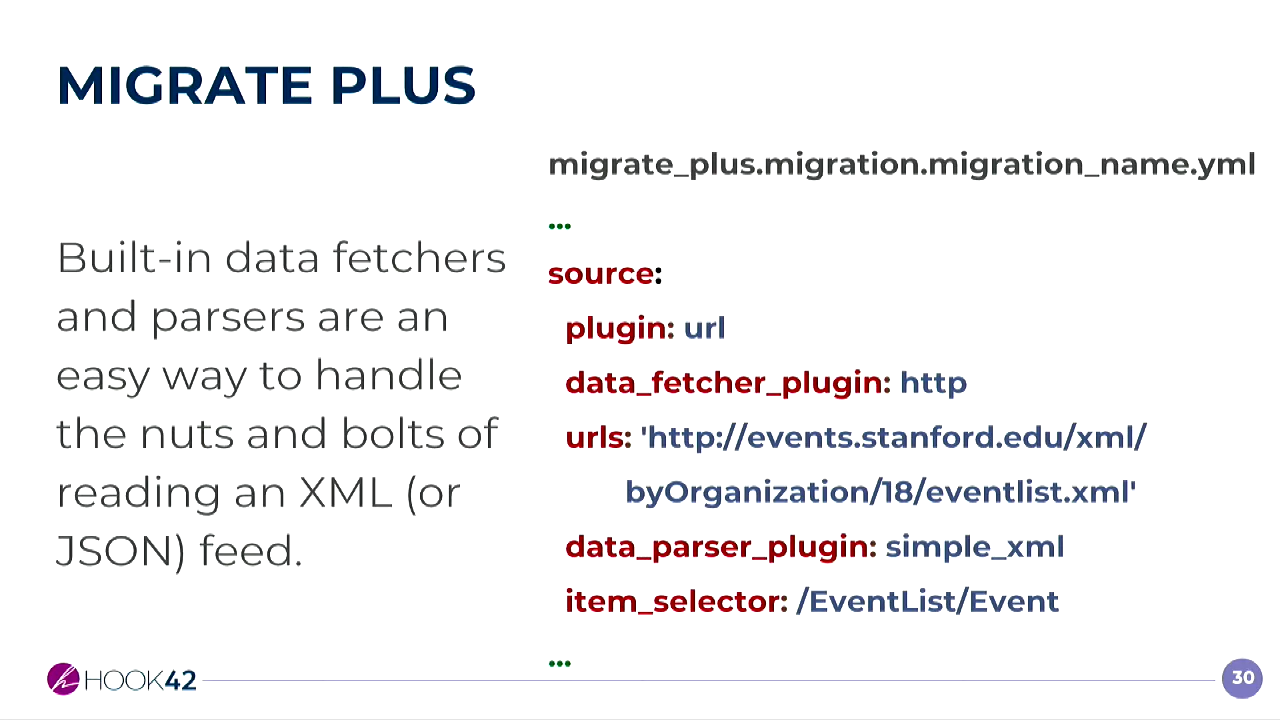 MIGRATE PLUS
Built-in data fetchers
and parsers are an
easy way to handle
the nuts and bolts of
reading an XML (or
JSON) feed.
migrate_plus.migration.migration_name.yml
...
source:
plugin: url
data_fetcher_plugin: http
urls: 'http://events.stanford.edu/xml/
byOrganization/18/eventlist.xml'
data_parser_plugin: simple_xml
item_selector: /EventList/Event
...
h HOOK42
30